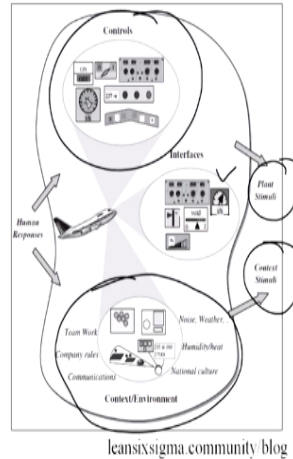 Controls
Interfaces
Plant
Stimuli
Human
Responses
Context
Stimuli
Team Work
Noise, Weather,
Company rules
Humidity/heat
Communications
National culture
Context/Environment
leansixsigma.community/blog